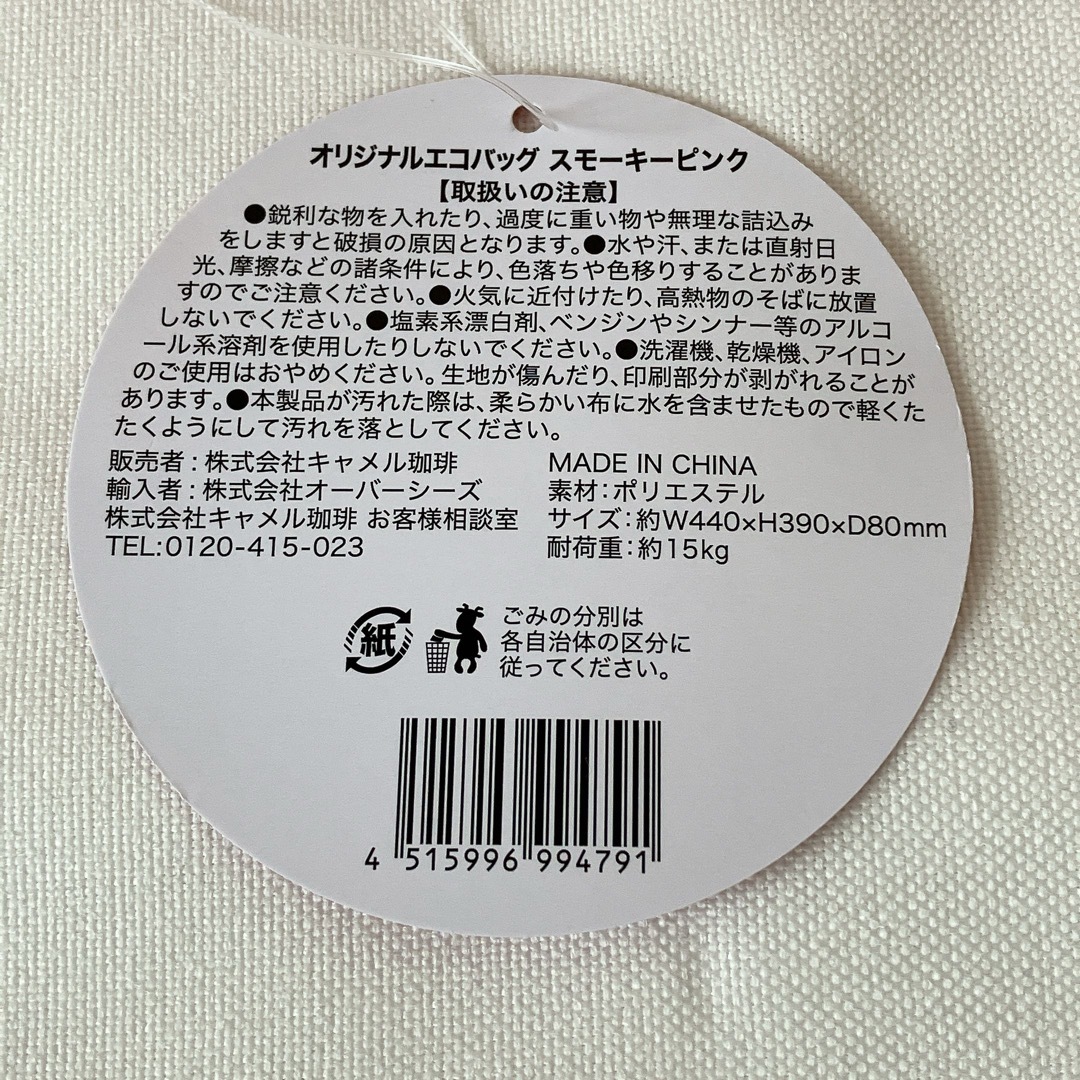 オリジナルエコバッグ スモーキーピンク
【取扱いの注意】
●鋭利な物を入れたり、過度に重い物や無理な詰込み
をしますと破損の原因となります。●水や汗、または直射日
光、摩擦などの諸条件により、色落ちや色移りすることがありま
すのでご注意ください。●火気に近付けたり、高熱物のそばに放置
しないでください。●塩素系漂白剤、ベンジンやシンナー等のアルコ
ール系溶剤を使用したりしないでください。●洗濯機、乾燥機、アイロン
のご使用はおやめください。生地が傷んだり、印刷部分が剥がれることが
あります。●本製品が汚れた際は、柔らかい布に水を含ませたもので軽くた
たくようにして汚れを落としてください。
販売者：株式会社キャメル珈琲
輸入者：株式会社オーバーシーズ
株式会社キャメル珈琲 お客様相談室
TEL:0120-415-023
MADE IN CHINA
素材：ポリエステル
サイズ：約W440×H390×D80mm
耐荷重：約15kg
紙
ごみの分別は
各自治体の区分に
従ってください。
4 515996 994791